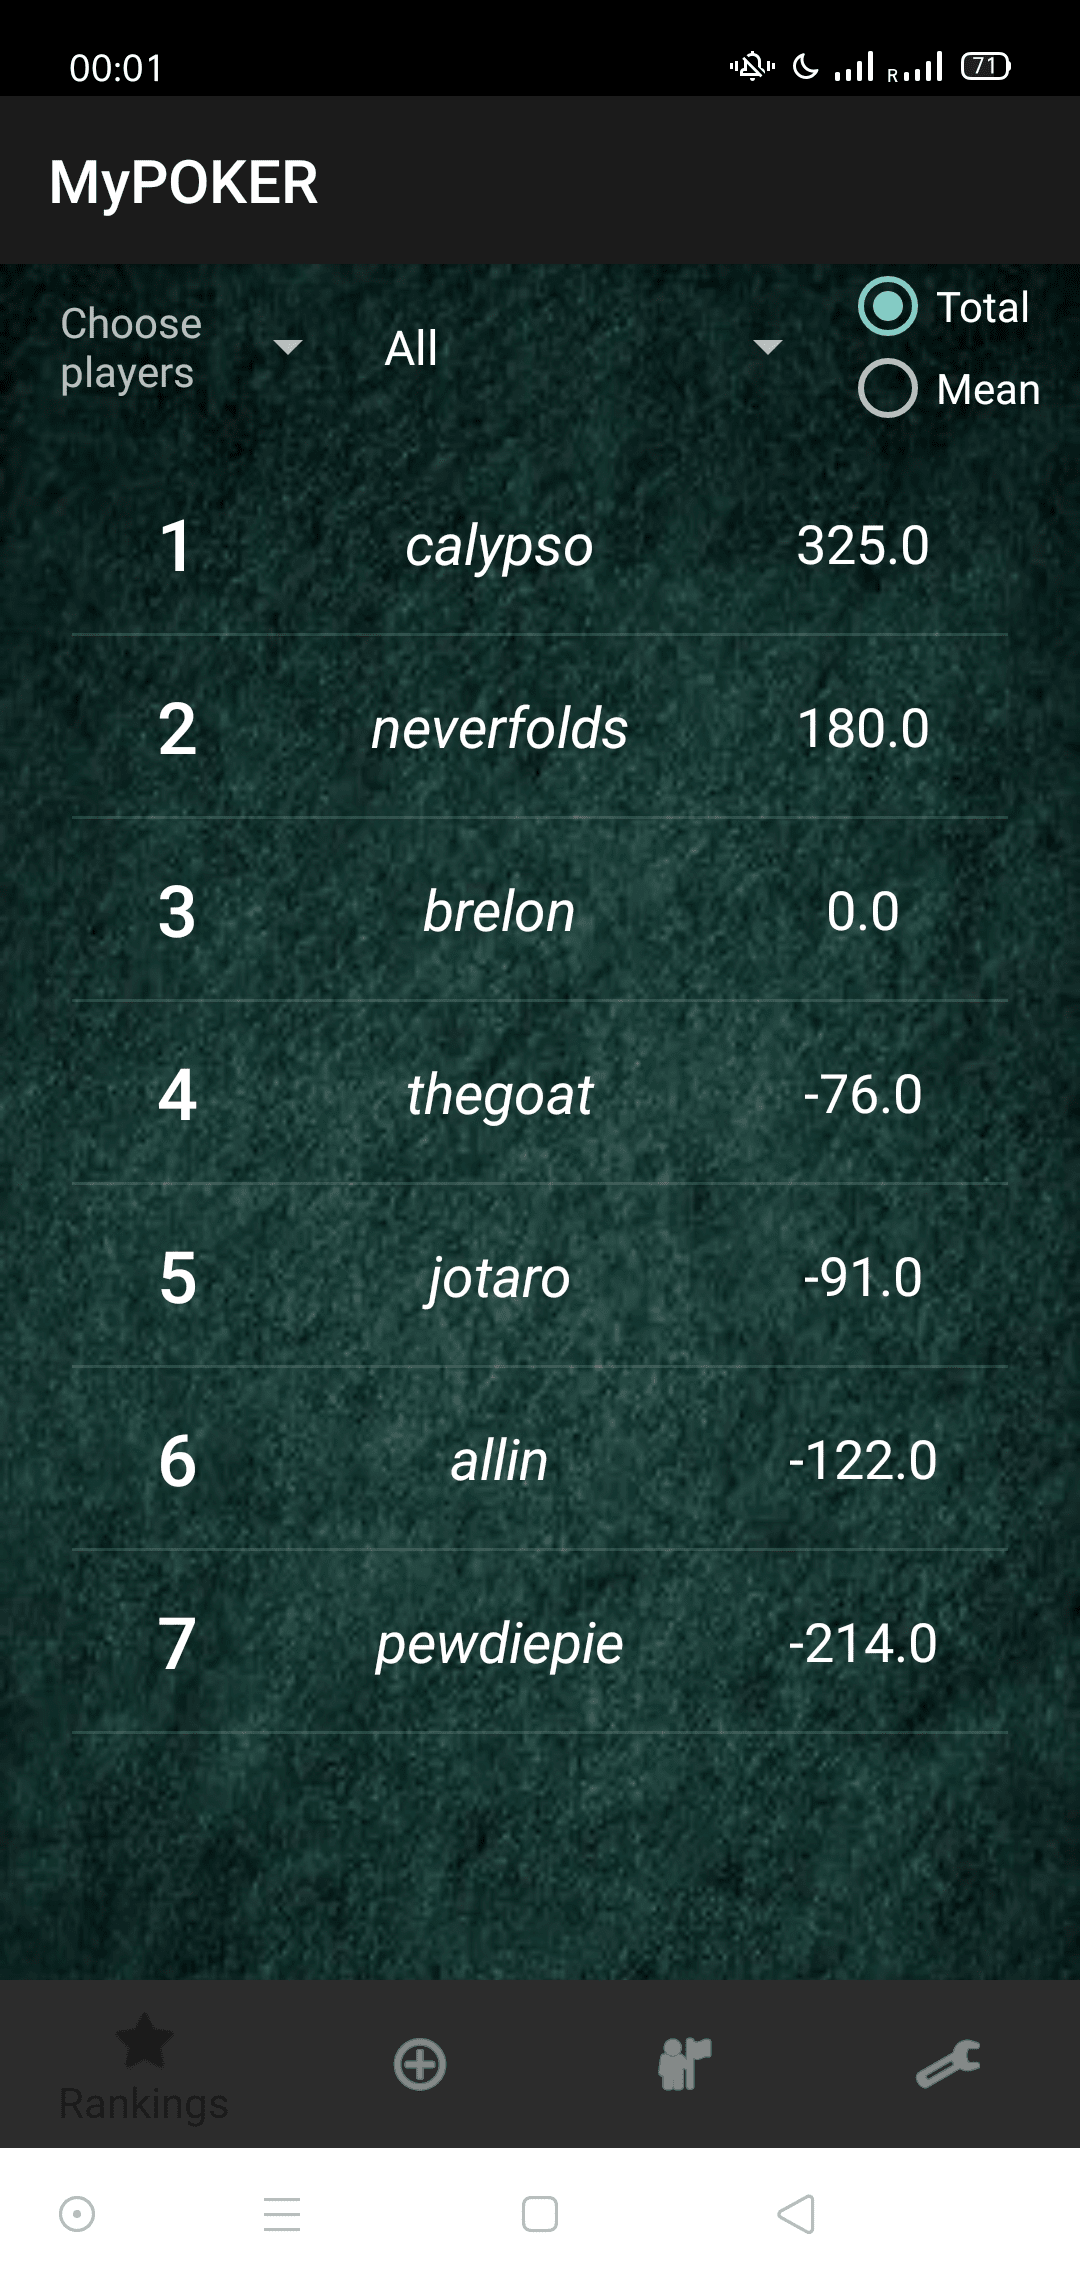 00:01
R
71
MyPOKER
Choose
players
All
Total
Mean
1 calypso 325.0
2 neverfolds 180.0
3 brelon 0.0
4 thegoat -76.0
5 jotaro -91.0
6 allin -122.0
7 pewdiepie -214.0
Rankings